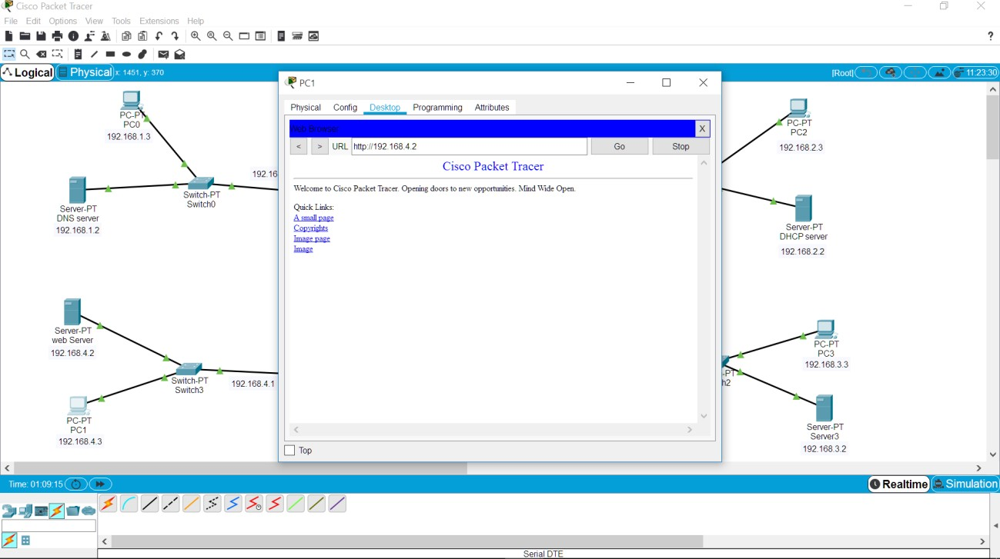 Cisco Packet Tracer
File Edit Options View Tools Extensions Help
?
Logical Physical x: 1451, y: 370
[Root] 11:23:30
PC-PT
PC0
192.168.1.3
Server-PT
DNS server
192.168.1.2
Switch-PT
Switch0
192.16
Server-PT
web Server
192.168.4.2
Switch-PT
Switch3
192.168.4.1
PC-PT
PC1
192.168.4.3
PC1
Physical Config Desktop Programming Attributes
Web Browser X
< > URL http://192.168.4.2 Go Stop
Cisco Packet Tracer
Welcome to Cisco Packet Tracer. Opening doors to new opportunities. Mind Wide Open.
Quick Links:
A small page
Copyrights
Image page
Image
Top
PC-PT
PC2
192.168.2.3
Server-PT
DHCP server
192.168.2.2
PC-PT
PC3
192.168.3.3
-PT
h2
Server-PT
Server3
192.168.3.2
Time: 01:09:15
Realtime Simulation
Serial DTE